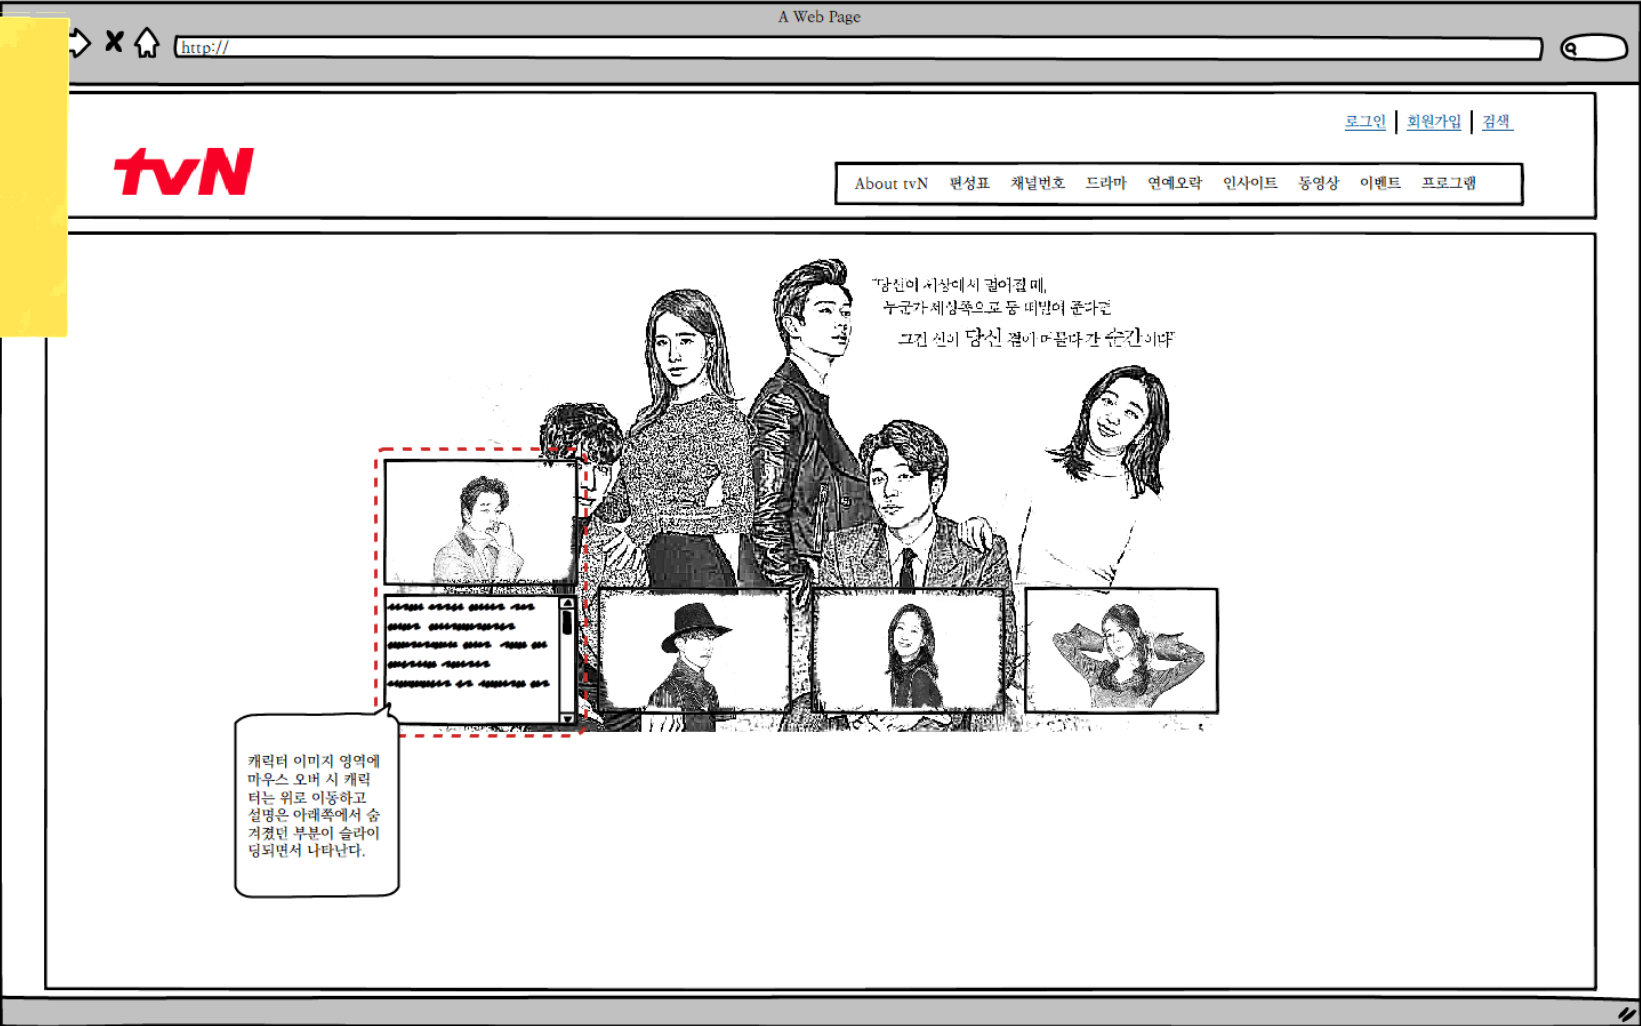 A Web Page
http://
로그인 회원가입 검색
tvN
About tvN 편성표 채널번호 드라마 연예오락 인사이트 동영상 이벤트 프로그램
"당신이 세상에서 멀어질 때,
누군가 세상쪽으로 등 떠밀어 준다면
그건 신이 당신 곁에 머물다 간 순간이다"
캐릭터 이미지 영역에
마우스 오버 시 캐릭
터는 위로 이동하고
설명은 아래쪽에서 숨
겨졌던 부분이 슬라이
딩되면서 나타난다.